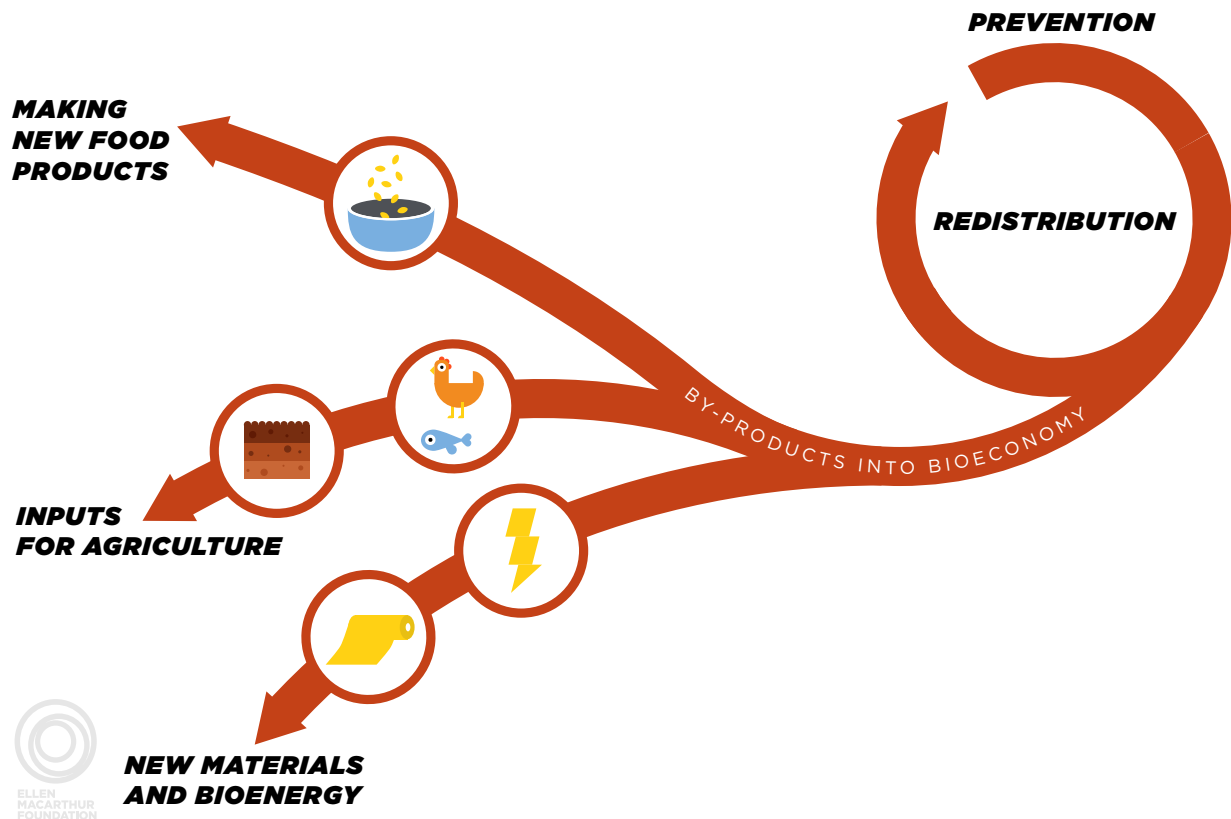 PREVENTION
REDISTRIBUTION
MAKING
NEW FOOD
PRODUCTS
BY-PRODUCTS INTO BIOECONOMY
INPUTS
FOR AGRICULTURE
NEW MATERIALS
AND BIOENERGY
ELLEN
MACARTHUR
FOUNDATION